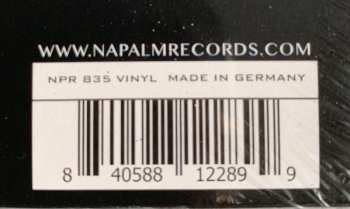 WWW.NAPALMRECORDS.COM
NPR 835 VINYL MADE IN GERMANY
8 40588 12289 9